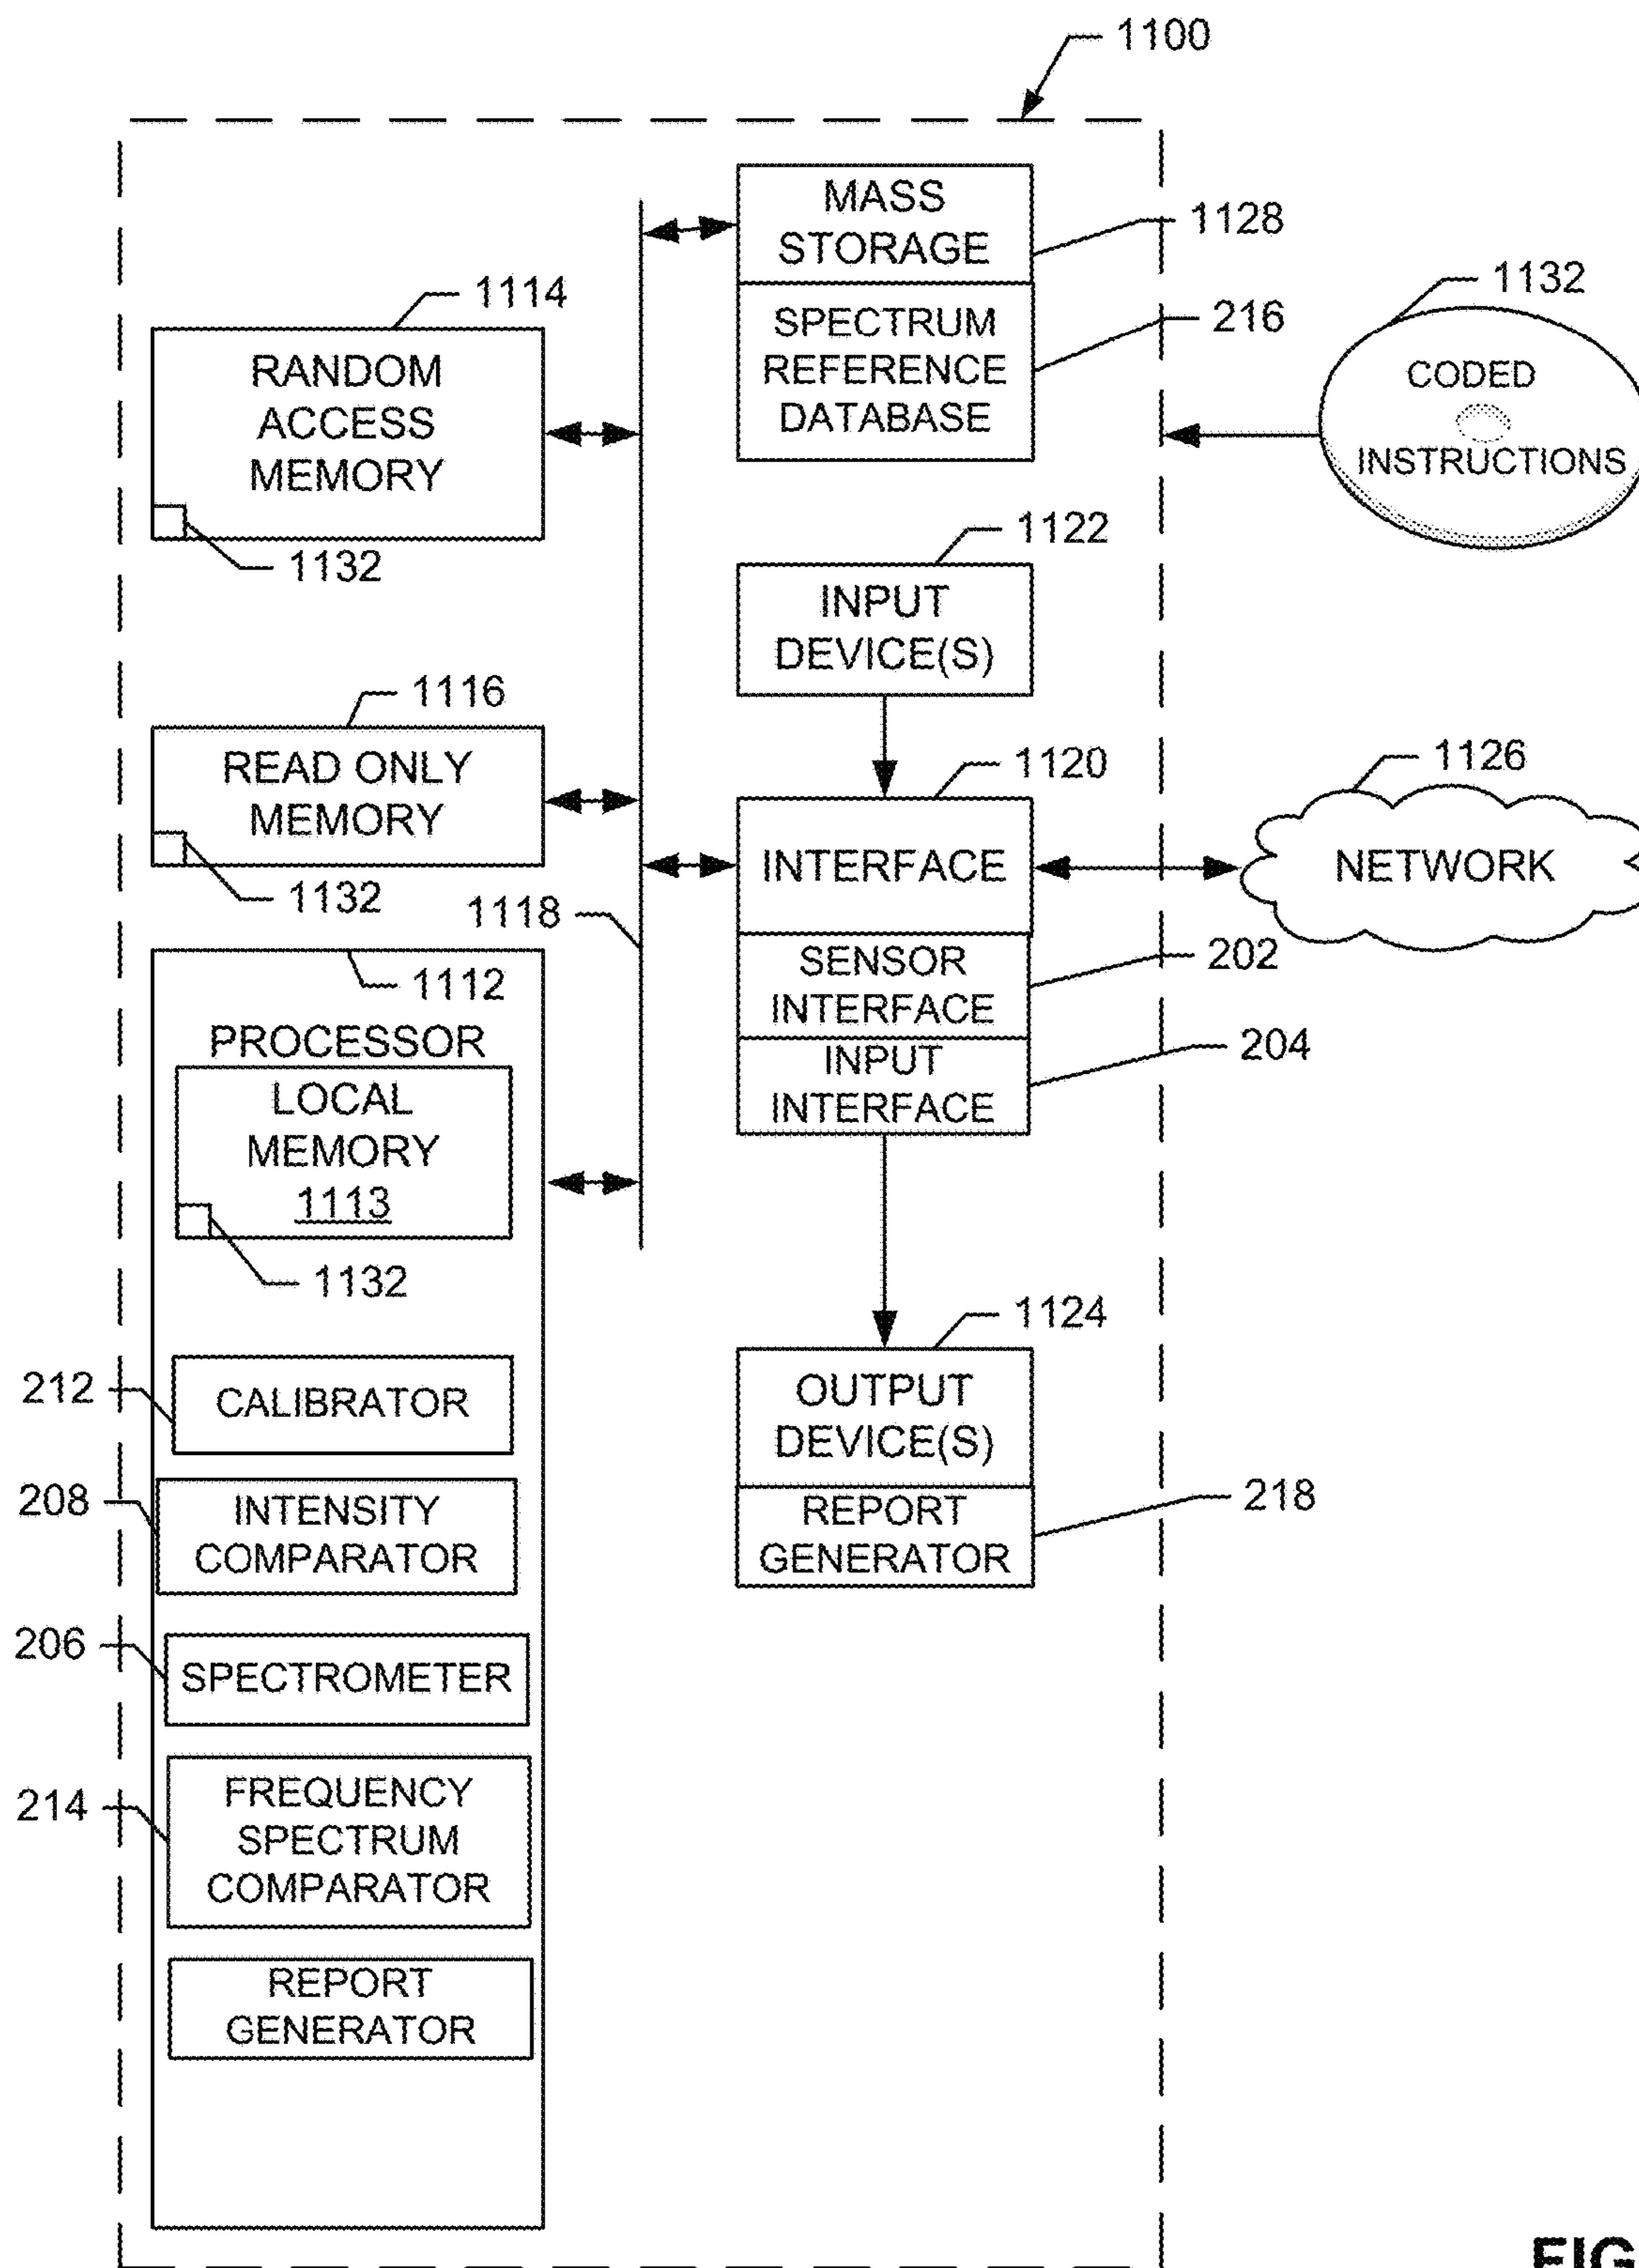 1100
MASS
STORAGE
1128
SPECTRUM
REFERENCE
DATABASE
216
1132
CODED
INSTRUCTIONS
1114
RANDOM
ACCESS
MEMORY
1132
1122
INPUT
DEVICE(S)
1116
READ ONLY
MEMORY
1132
1118
1120
INTERFACE
1126
NETWORK
SENSOR
INTERFACE
202
INPUT
INTERFACE
204
1112
PROCESSOR
LOCAL
MEMORY
1113
1132
1124
OUTPUT
DEVICE(S)
REPORT
GENERATOR
218
212
CALIBRATOR
208
INTENSITY
COMPARATOR
206
SPECTROMETER
214
FREQUENCY
SPECTRUM
COMPARATOR
REPORT
GENERATOR
FIG